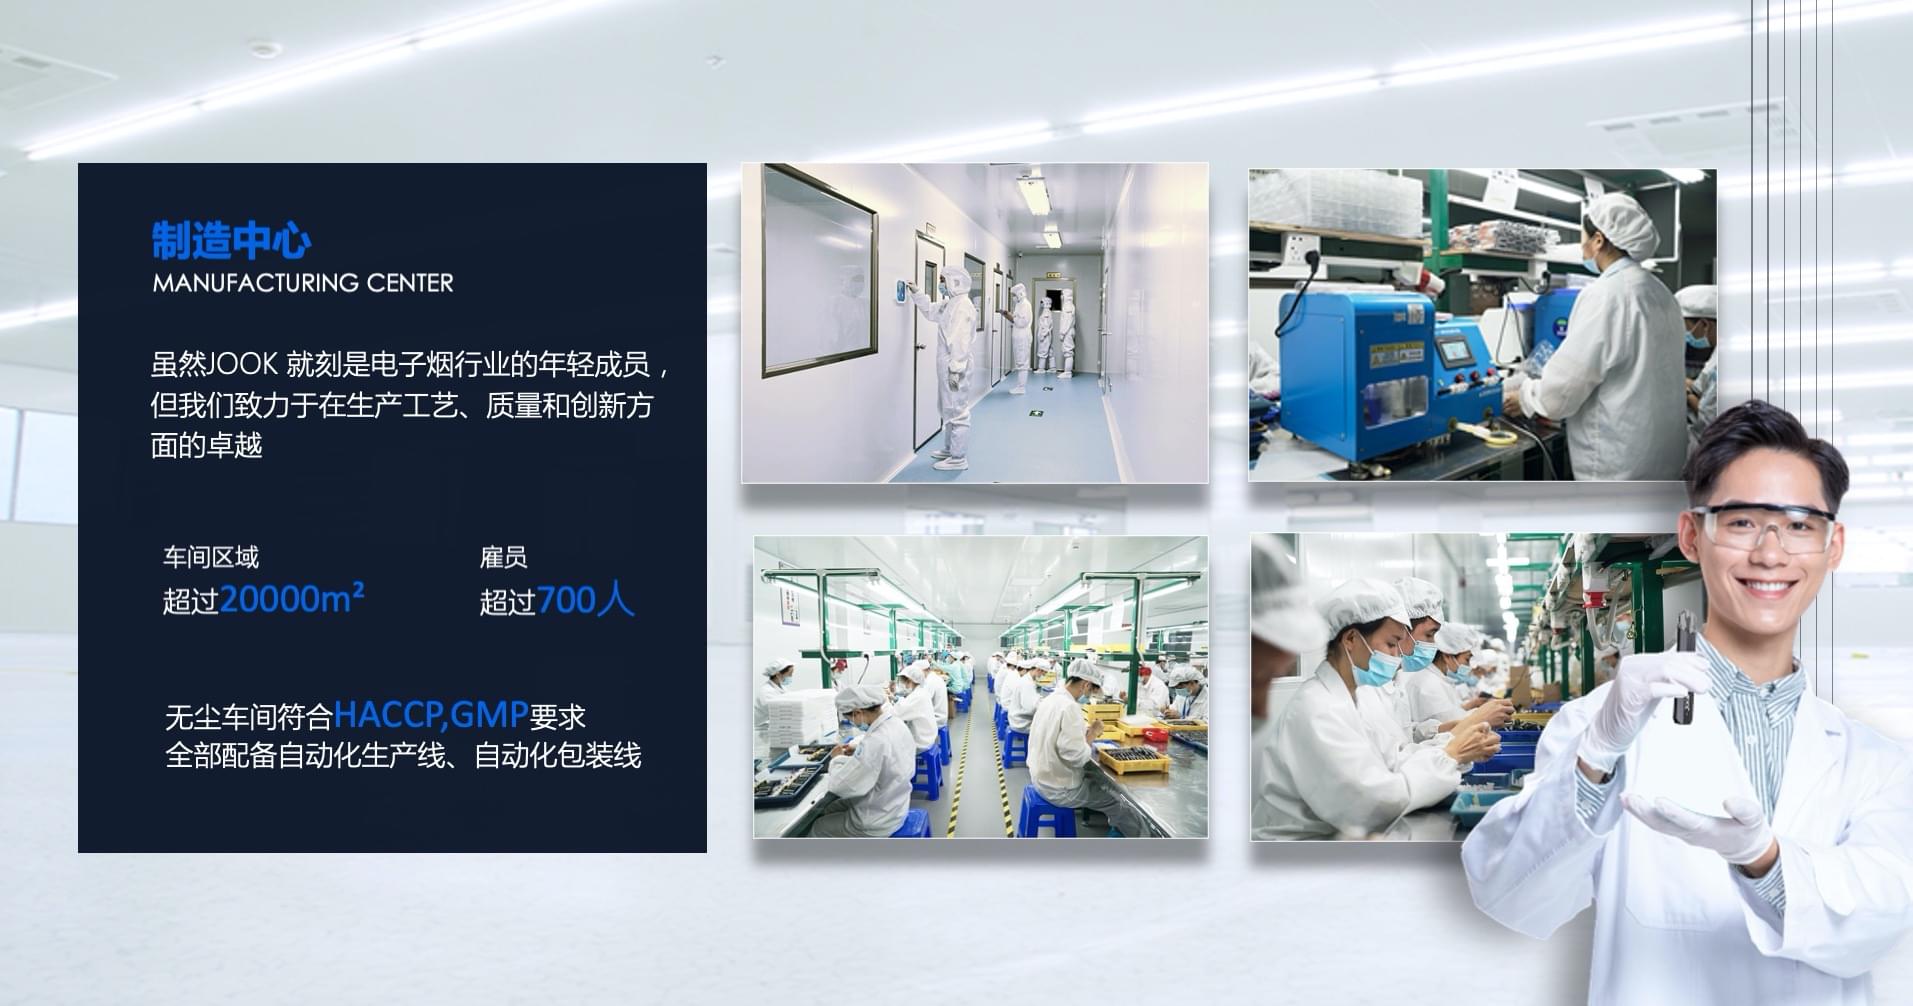 制造中心
MANUFACTURING CENTER
虽然JOOK 就刻是电子烟行业的年轻成员，
但我们致力于在生产工艺、质量和创新方
面的卓越
车间区域
超过20000m²
雇员
超过700人
无尘车间符合HACCP,GMP要求
全部配备自动化生产线、自动化包装线